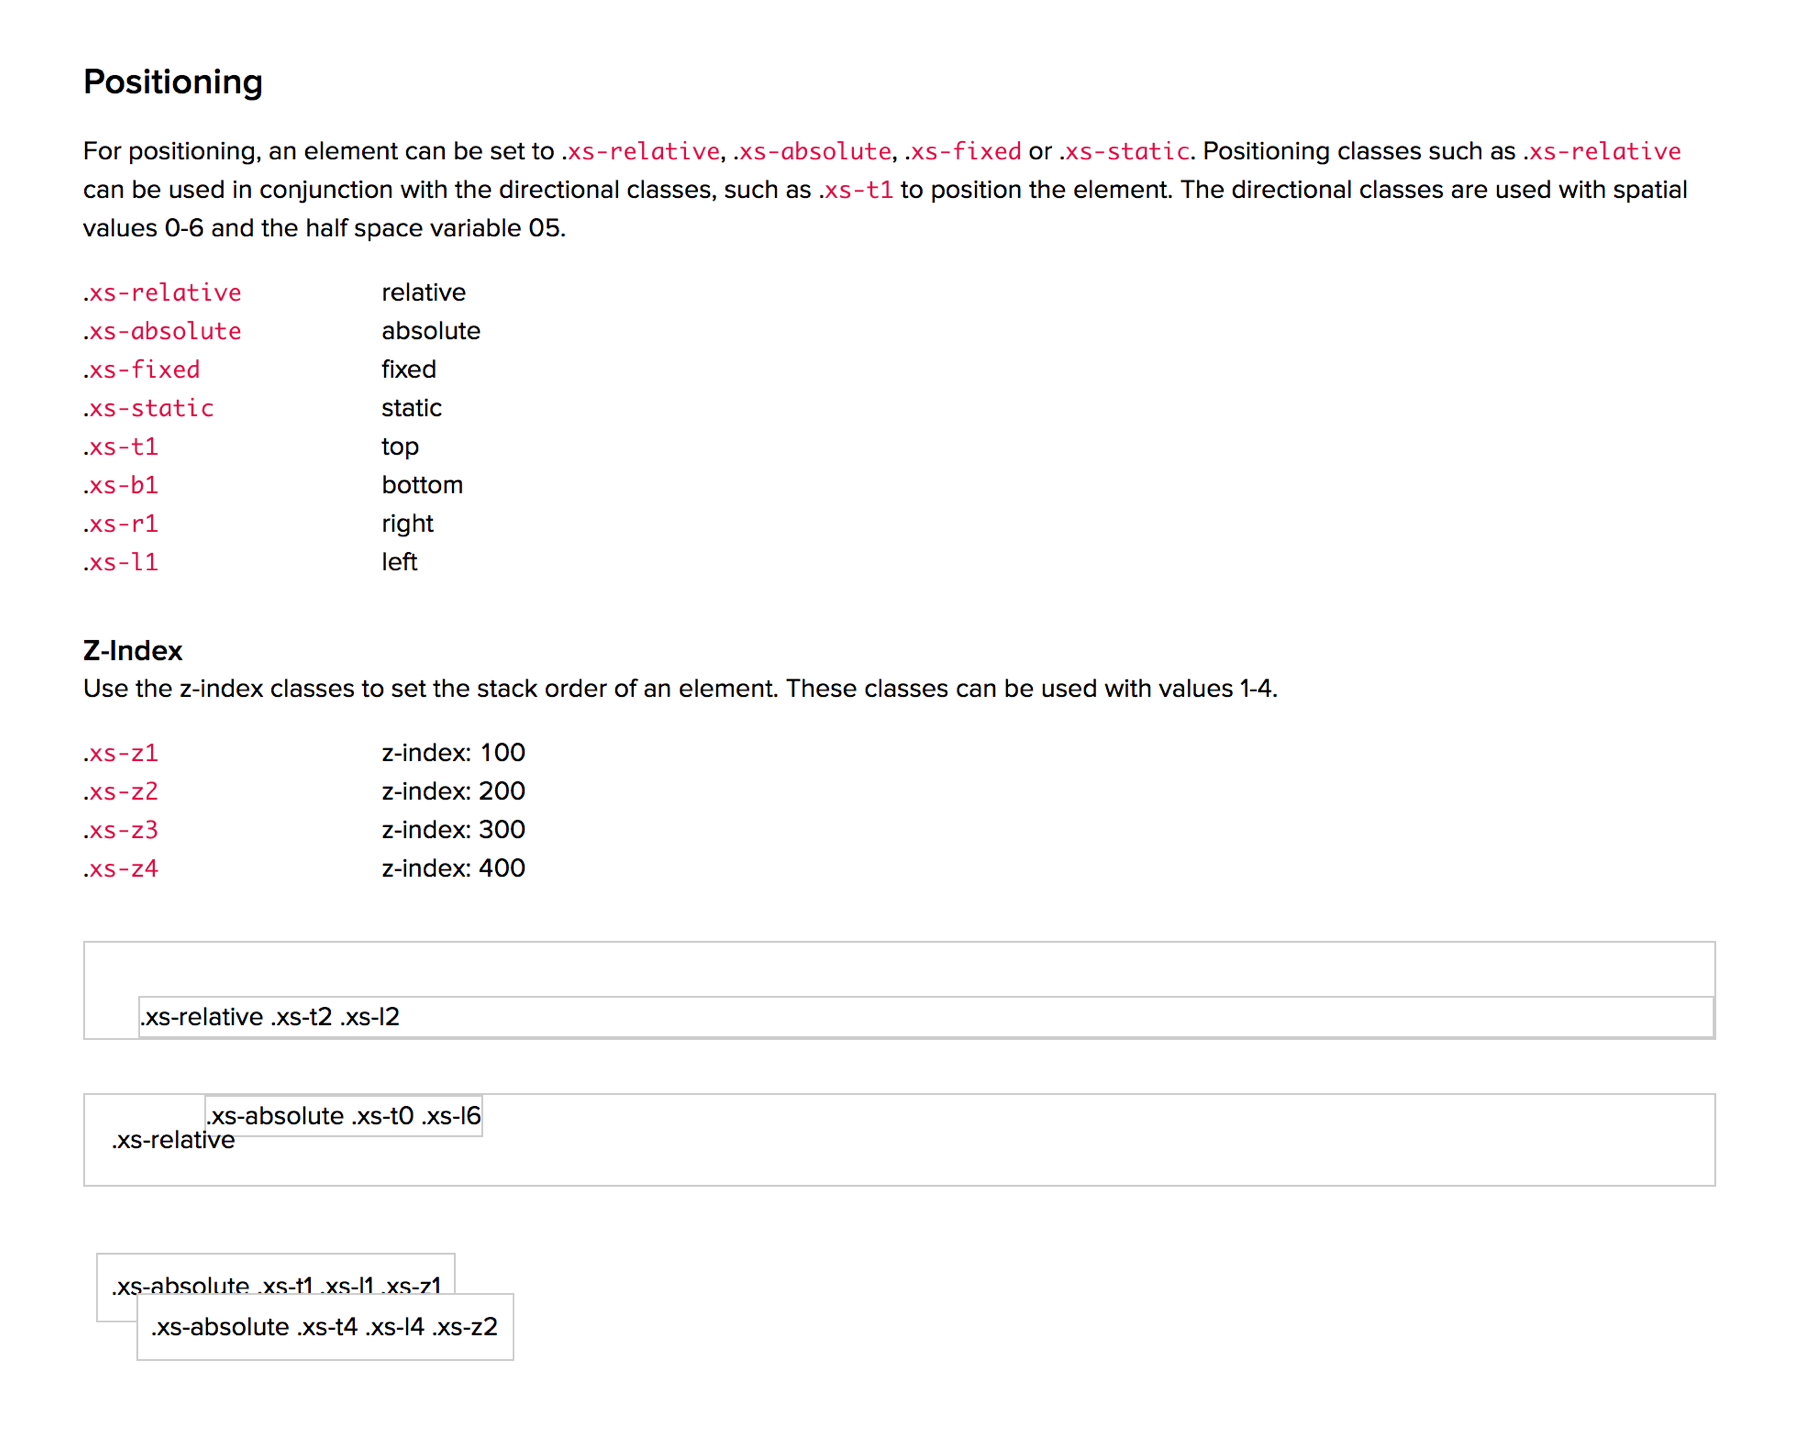 Positioning
For positioning, an element can be set to .xs-relative, .xs-absolute, .xs-fixed or .xs-static. Positioning classes such as .xs-relative
can be used in conjunction with the directional classes, such as .xs-t1 to position the element. The directional classes are used with spatial
values 0-6 and the half space variable 05.
.xs-relative relative
.xs-absolute absolute
.xs-fixed fixed
.xs-static static
.xs-t1 top
.xs-b1 bottom
.xs-r1 right
.xs-l1 left
Z-Index
Use the z-index classes to set the stack order of an element. These classes can be used with values 1-4.
.xs-z1 z-index: 100
.xs-z2 z-index: 200
.xs-z3 z-index: 300
.xs-z4 z-index: 400
.xs-relative .xs-t2 .xs-l2
.xs-absolute .xs-t0 .xs-l6
.xs-relative
.xs-absolute .xs-t1 .xs-l1 .xs-z1
.xs-absolute .xs-t4 .xs-l4 .xs-z2